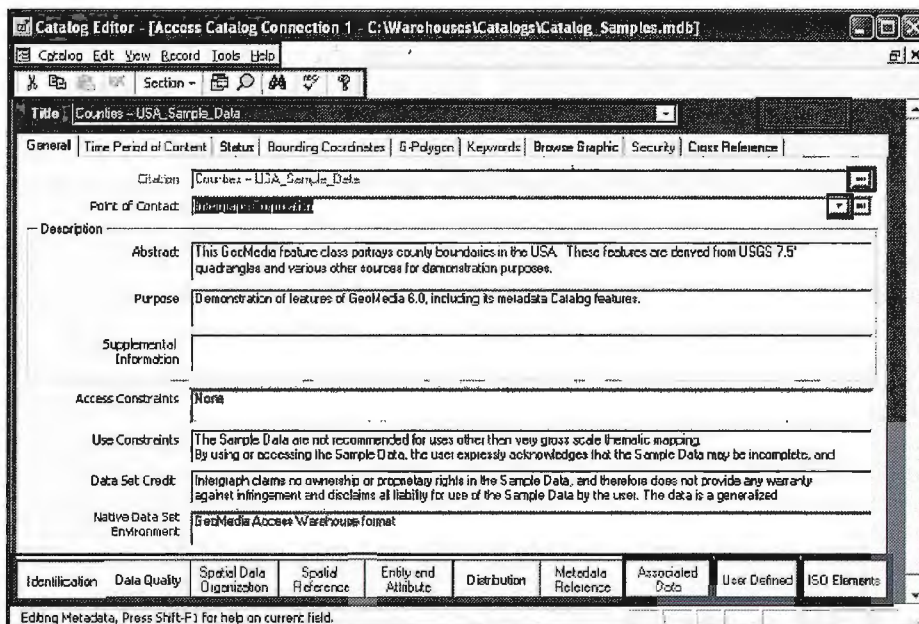 Catalog Editor - [Access Catalog Connection 1 - C:\Warehouses\Catalogs\Catalog_Samples.mdb]
Catalog Edit View Record Tools Help
Section
Title Counties - USA_Sample_Data
General Time Period of Content Status Bounding Coordinates G-Polygon Keywords Browse Graphic Security Cross Reference
Citation Counties - USA_Sample_Data
Point of Contact Intergraph Corporation
Description
Abstract This GeoMedia feature class portrays county boundaries in the USA. These features are derived from USGS 7.5'
quadrangles and various other sources for demonstration purposes.
Purpose Demonstration of features of GeoMedia 6.0, including its metadata Catalog features.
Supplemental
Information
Access Constraints None
Use Constraints The Sample Data are not recommended for uses other then very gross scale thematic mapping.
By using or accessing the Sample Data, the user expressly acknowledges that the Sample Data may be incomplete, and
Data Set Credit Intergraph claims no ownership or proprietary rights in the Sample Data, and therefore does not provide any warranty
against infringement and disclaims all liability for use of the Sample Data by the user. The data is a generalized
Native Data Set
Environment GeoMedia Access Warehouse format
Identification Data Quality Spatial Data Organization Spatial Reference Entity and Attribute Distribution Metadata Reference Associated Data User Defined ISO Elements
Editing Metadata, Press Shift-F1 for help on current field.